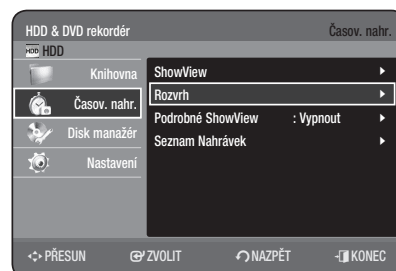 HDD & DVD rekordér Časov. nahr.
HDD HDD
Knihovna
Časov. nahr.
Disk manažér
Nastavení
ShowView
Rozvrh
Podrobné ShowView : Vypnout
Seznam Nahrávek
PŘESUN ZVOLIT NAZPĚT KONEC